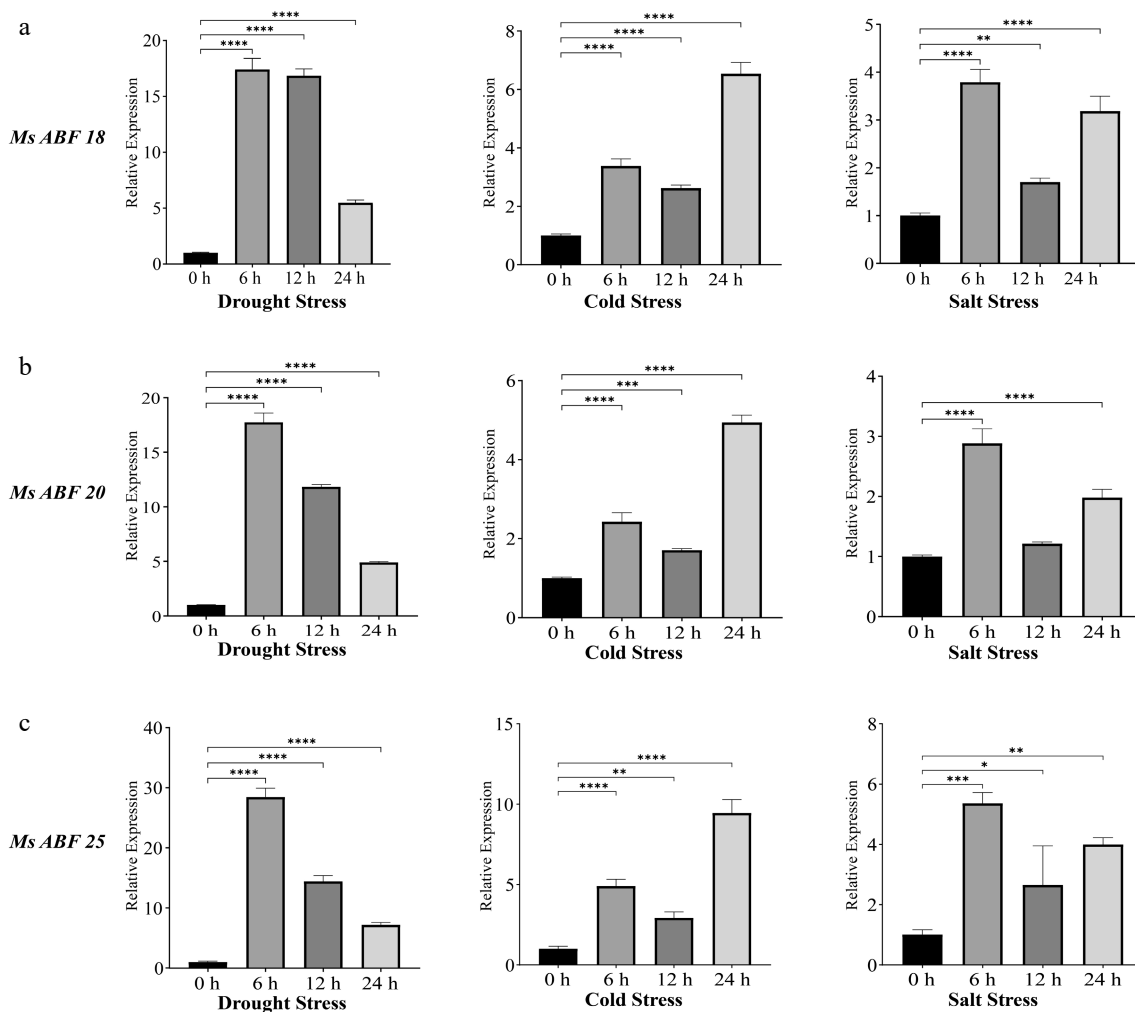 a
Ms ABF 18
Relative Expression
20
15
10
5
0
****
****
****
0 h 6 h 12 h 24 h
Drought Stress
Relative Expression
8
6
4
2
0
****
****
****
0 h 6 h 12 h 24 h
Cold Stress
Relative Expression
5
4
3
2
1
0
****
**
****
0 h 6 h 12 h 24 h
Salt Stress
b
Ms ABF 20
Relative Expression
20
15
10
5
0
****
****
****
0 h 6 h 12 h 24 h
Drought Stress
Relative Expression
6
4
2
0
****
***
****
0 h 6 h 12 h 24 h
Cold Stress
Relative Expression
4
3
2
1
0
****
****
0 h 6 h 12 h 24 h
Salt Stress
c
Ms ABF 25
Relative Expression
40
30
20
10
0
****
****
****
0 h 6 h 12 h 24 h
Drought Stress
Relative Expression
15
10
5
0
****
**
****
0 h 6 h 12 h 24 h
Cold Stress
Relative Expression
8
6
4
2
0
**
*
***
0 h 6 h 12 h 24 h
Salt Stress